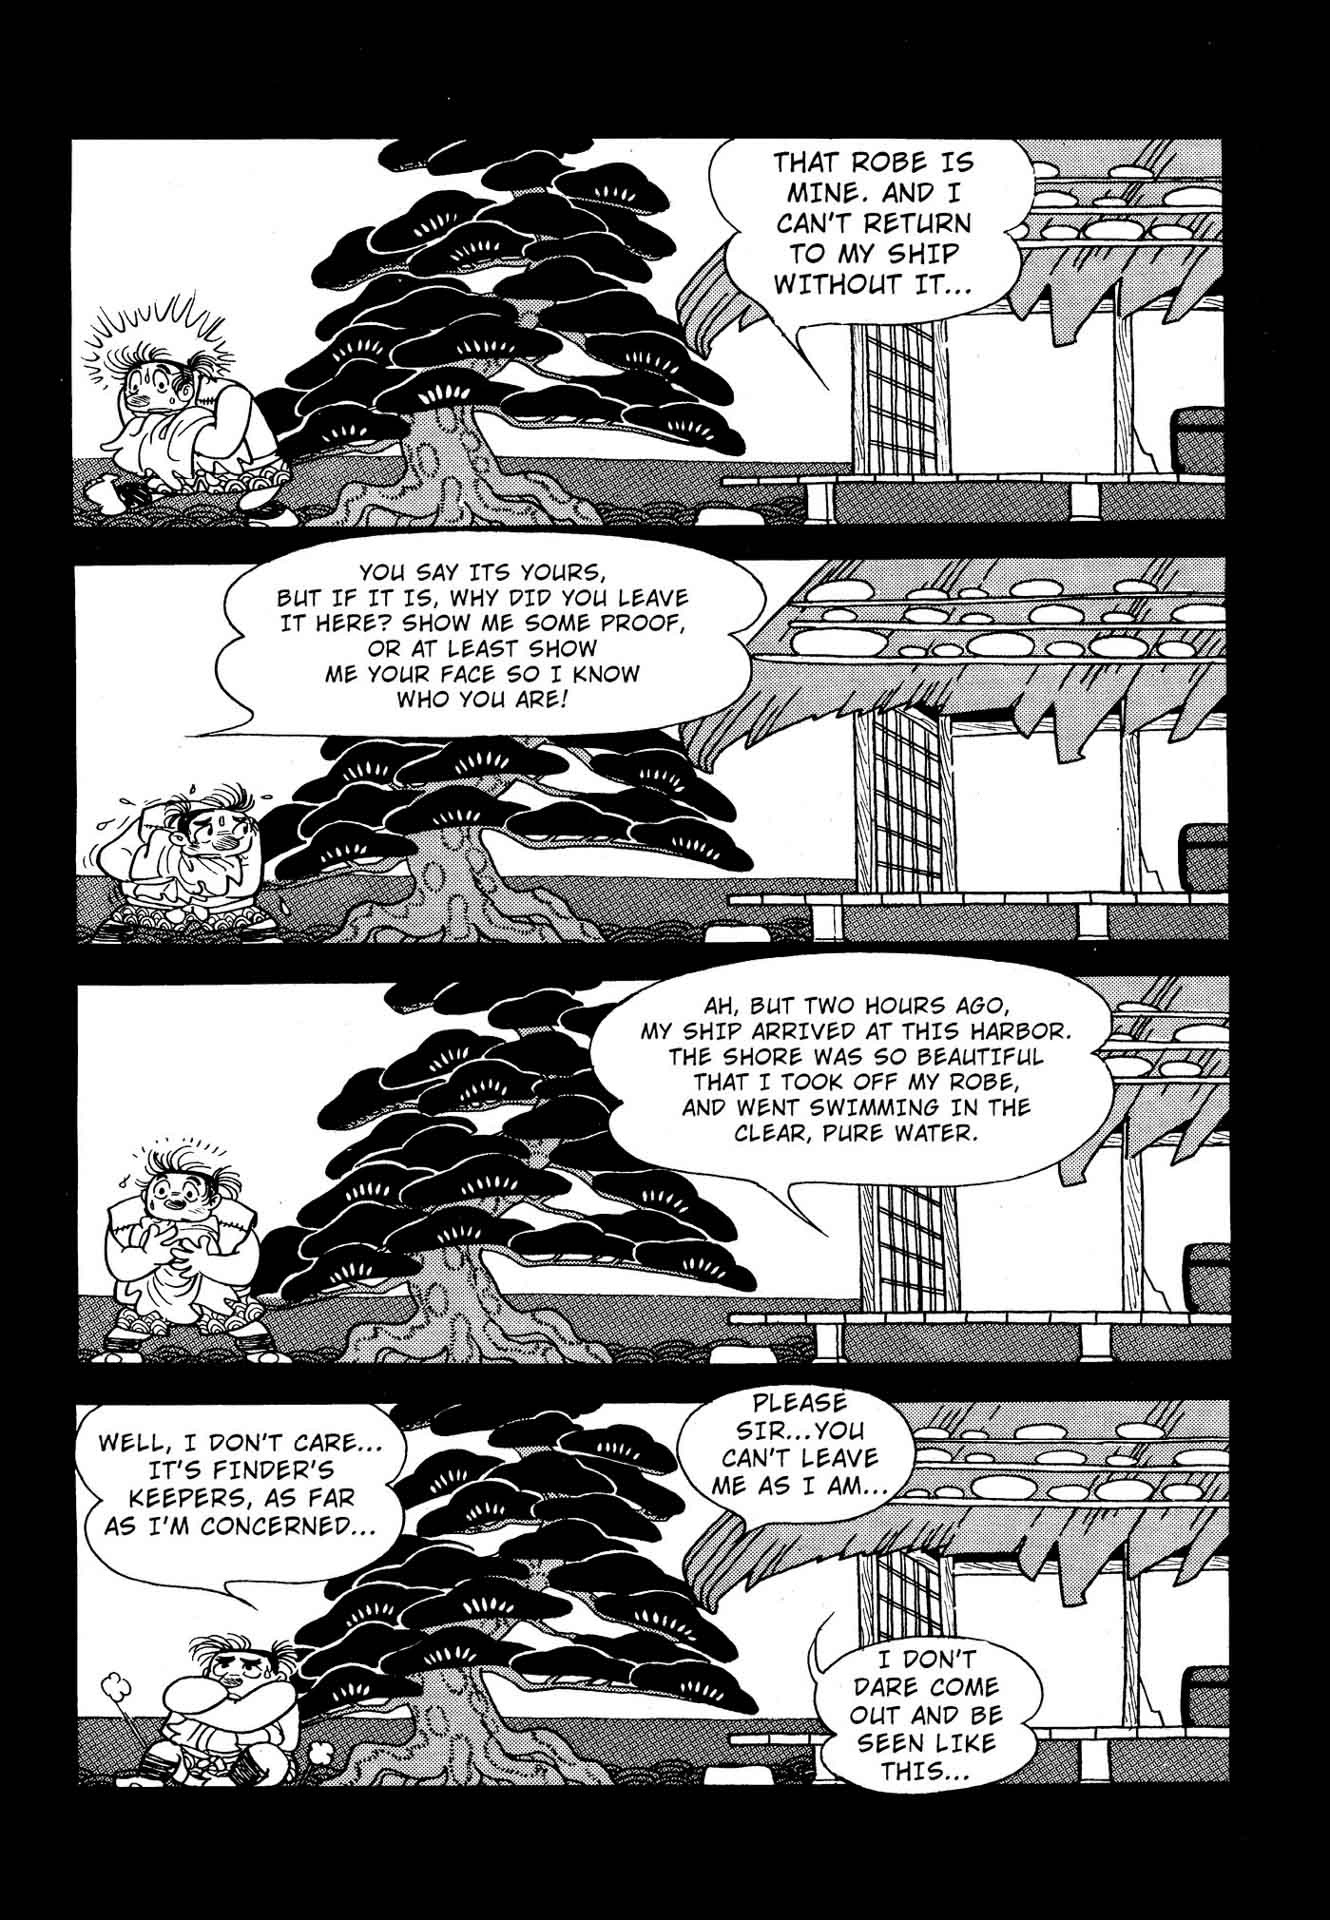 THAT ROBE IS
MINE. AND I
CAN'T RETURN
TO MY SHIP
WITHOUT IT...
YOU SAY ITS YOURS,
BUT IF IT IS, WHY DID YOU LEAVE
IT HERE? SHOW ME SOME PROOF,
OR AT LEAST SHOW
ME YOUR FACE SO I KNOW
WHO YOU ARE!
AH, BUT TWO HOURS AGO,
MY SHIP ARRIVED AT THIS HARBOR.
THE SHORE WAS SO BEAUTIFUL
THAT I TOOK OFF MY ROBE,
AND WENT SWIMMING IN THE
CLEAR, PURE WATER.
WELL, I DON'T CARE...
IT'S FINDER'S
KEEPERS, AS FAR
AS I'M CONCERNED...
PLEASE
SIR...YOU
CAN'T LEAVE
ME AS I AM...
I DON'T
DARE COME
OUT AND BE
SEEN LIKE
THIS...